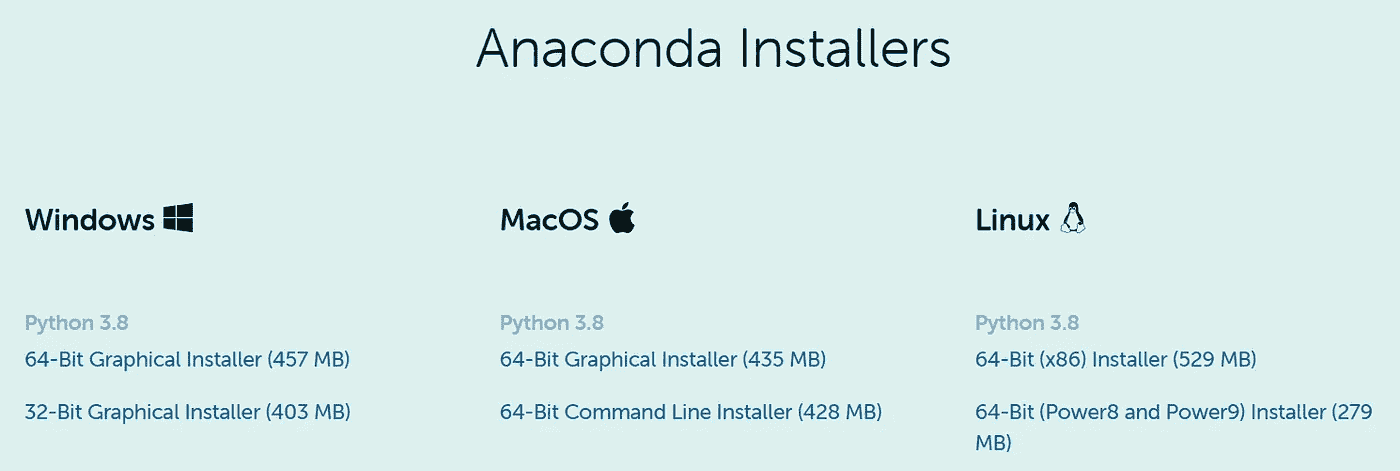 Anaconda Installers
Windows
Python 3.8
64-Bit Graphical Installer (457 MB)
32-Bit Graphical Installer (403 MB)
MacOS
Python 3.8
64-Bit Graphical Installer (435 MB)
64-Bit Command Line Installer (428 MB)
Linux
Python 3.8
64-Bit (x86) Installer (529 MB)
64-Bit (Power8 and Power9) Installer (279
MB)